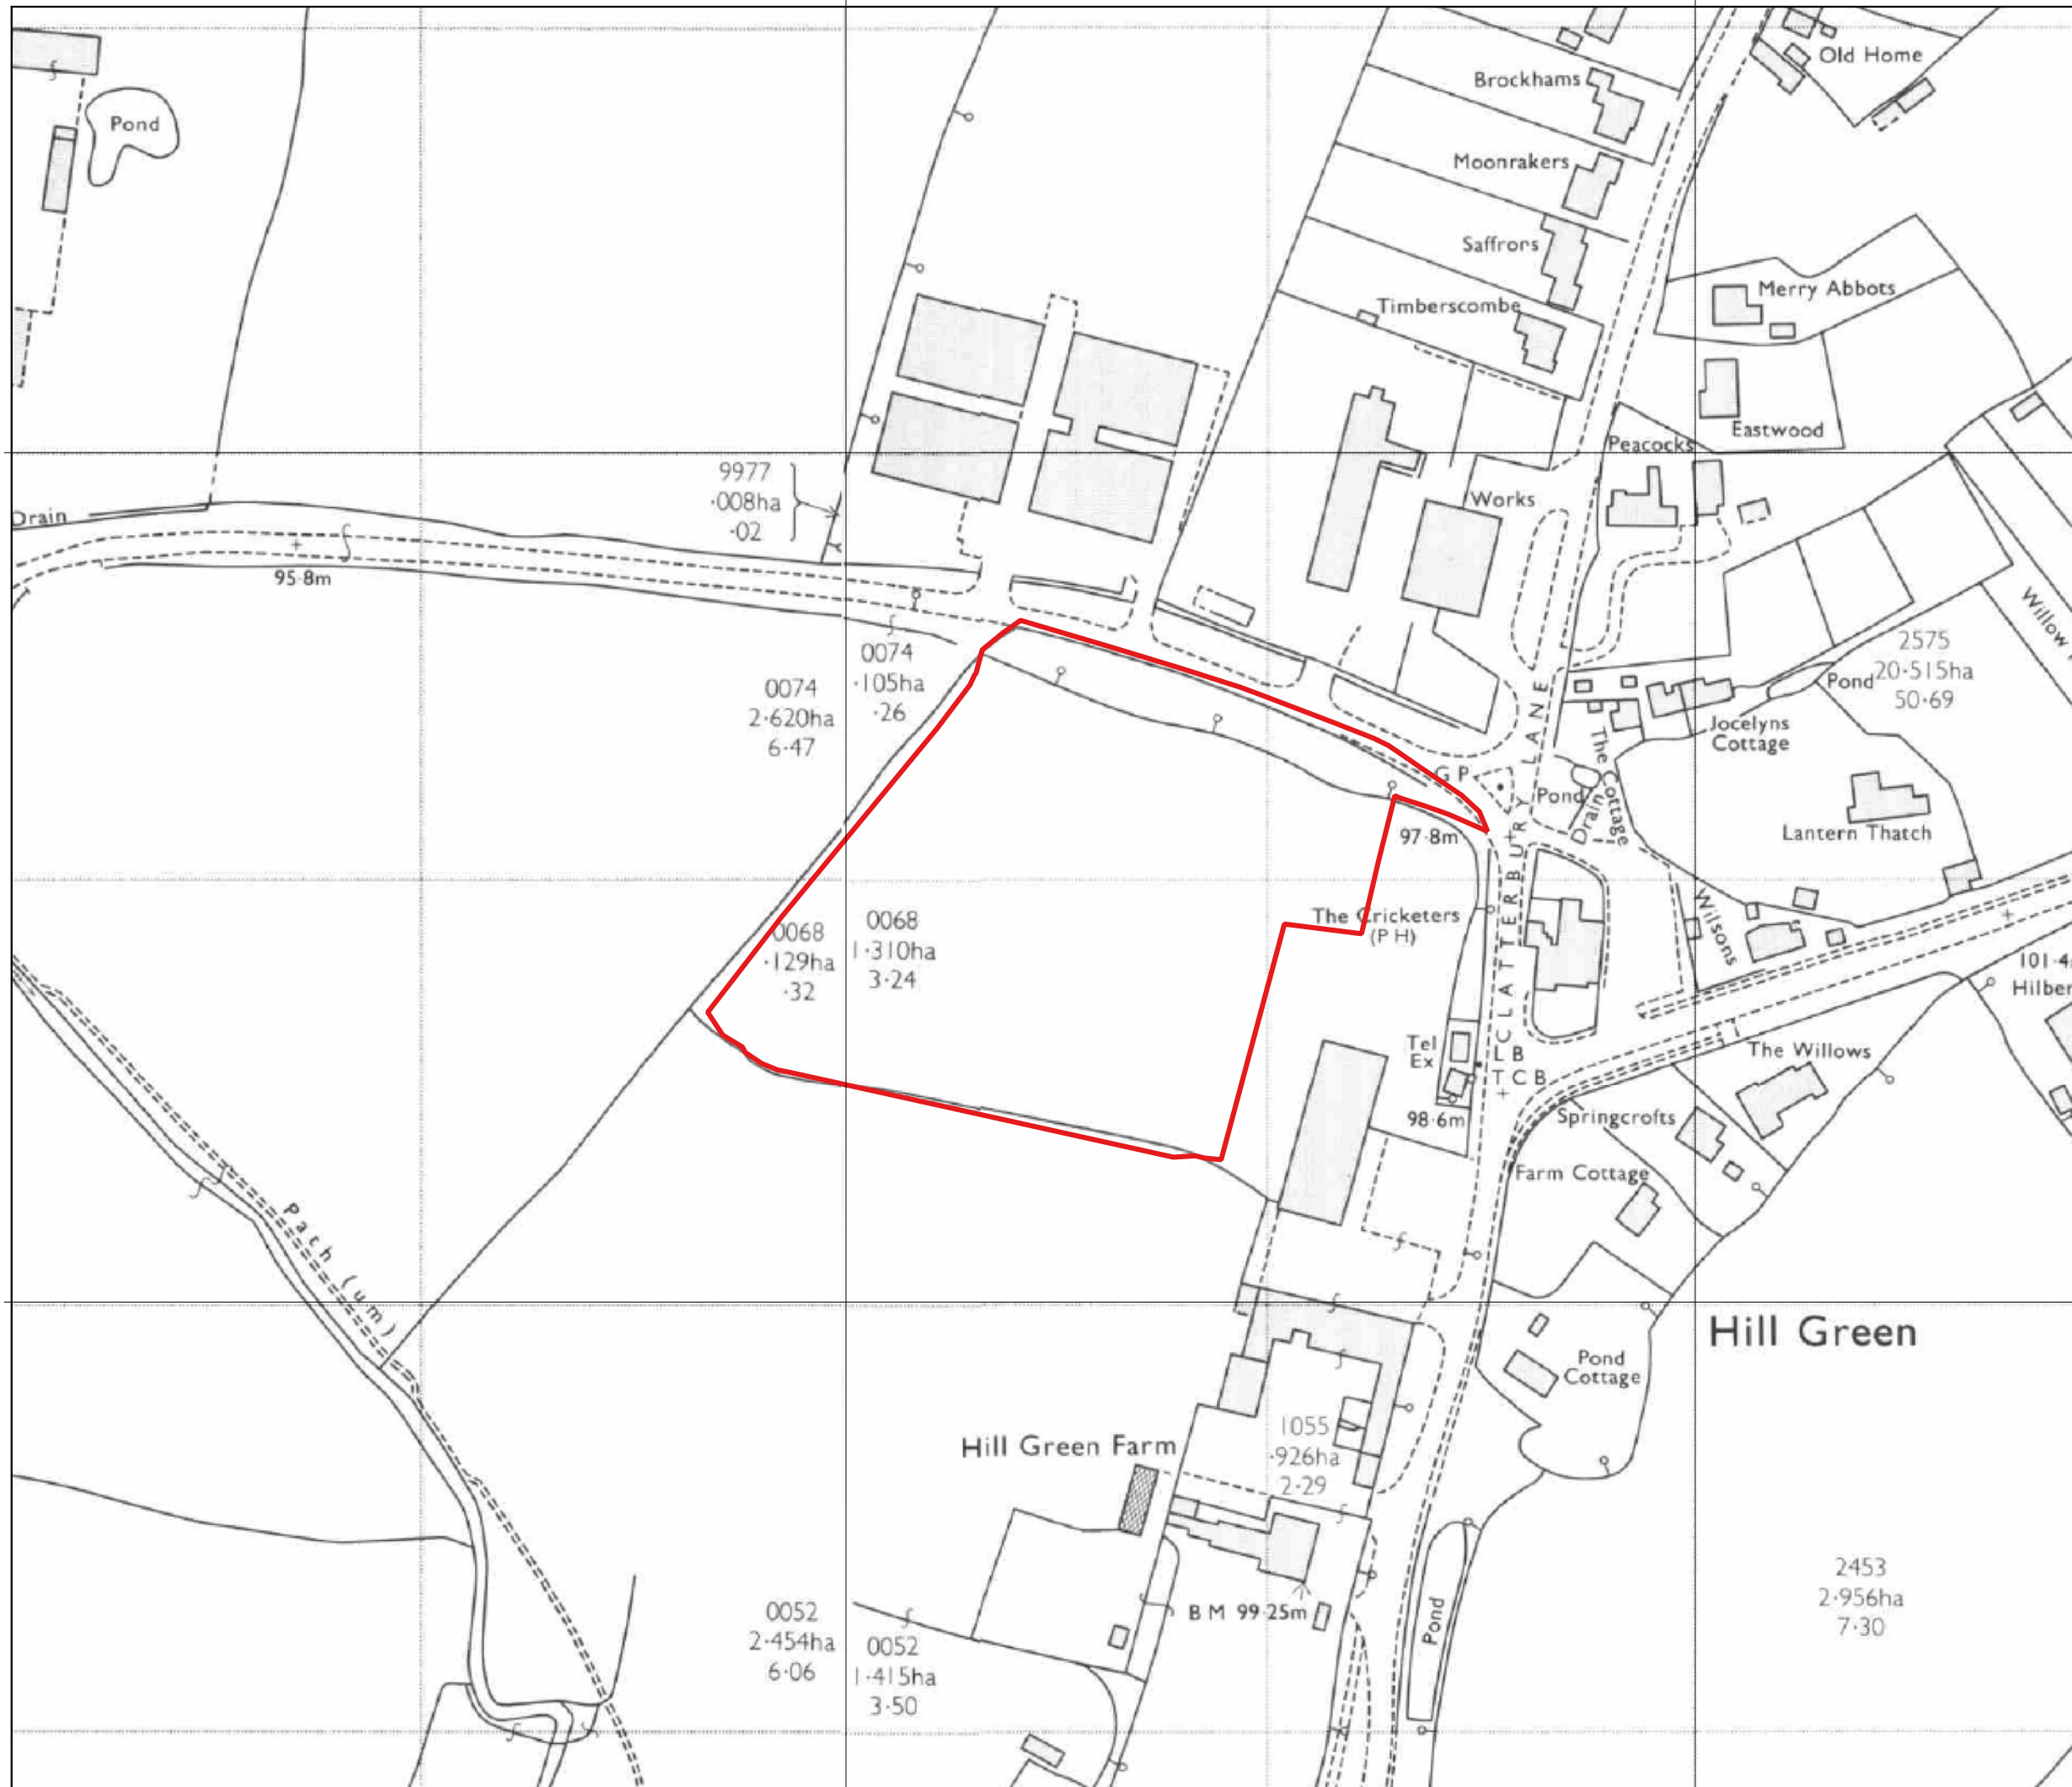 Old Home
Brockhams
Pond
Moonrakers
Saffrons
Merry Abbots
Timberscombe
Eastwood
Peacocks
9977
·008ha
·02
Works
Drain
95·8m
Willow
2575
20·515ha
50·69
0074
·105ha
·26
0074
2·620ha
6·47
Pond
Jocelyns
Cottage
The Cottage
G P
Pond
Drain
Lantern Thatch
97·8m
CLATTERBURY LANE
The Cricketers
(P H)
Wilsons
0068
·129ha
·32
0068
1·310ha
3·24
101·4
Hilber
Tel
Ex
L B
T C B
The Willows
98·6m
Springcrofts
Farm Cottage
Path (um)
Hill Green
Pond
Cottage
Hill Green Farm
1055
·926ha
2·29
2453
2·956ha
7·30
0052
2·454ha
6·06
0052
1·415ha
3·50
B M 99·25m
Pond